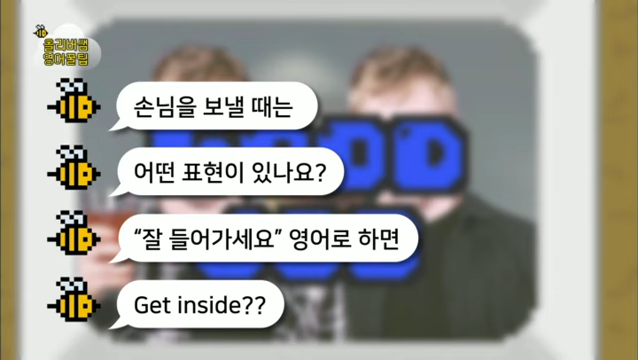 올리버쌤
영어꿀팁
손님을 보낼 때는
어떤 표현이 있나요?
“잘 들어가세요” 영어로 하면
Get inside??